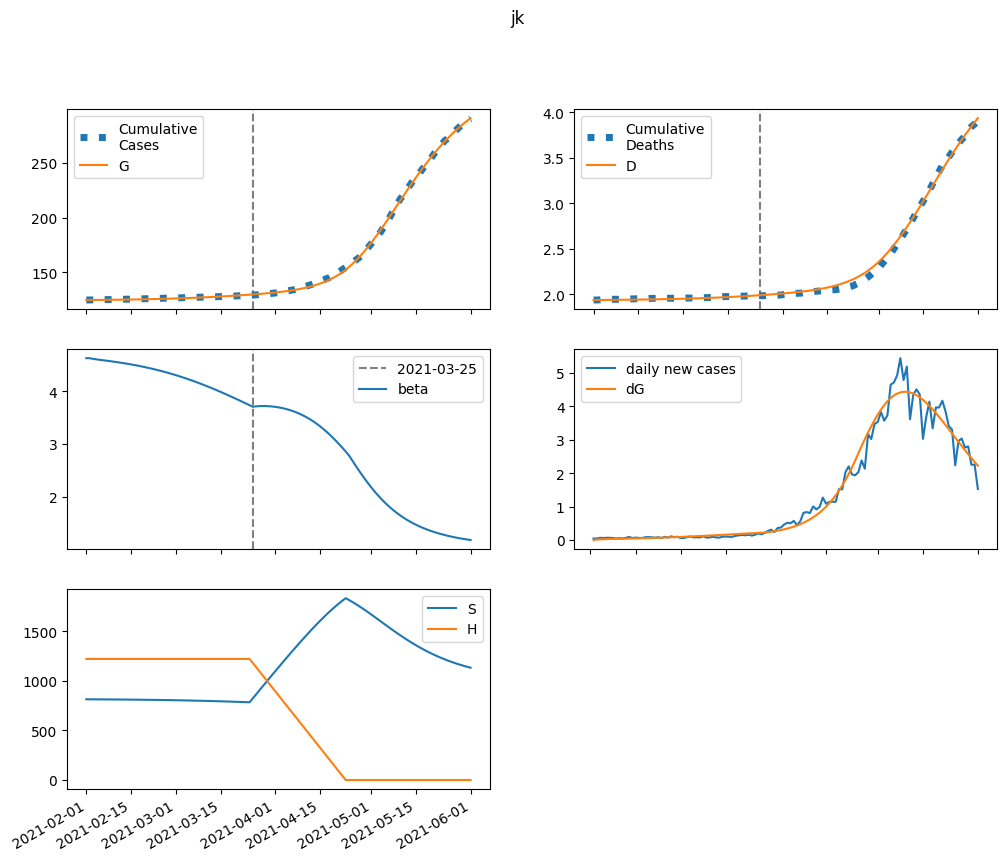 jk
Cumulative
Cases
G
250
200
150
Cumulative
Deaths
D
4.0
3.5
3.0
2.5
2.0
2021-03-25
beta
4
3
2
daily new cases
dG
5
4
3
2
1
0
S
H
1500
1000
500
0
2021-02-01
2021-02-15
2021-03-01
2021-03-15
2021-04-01
2021-04-15
2021-05-01
2021-05-15
2021-06-01